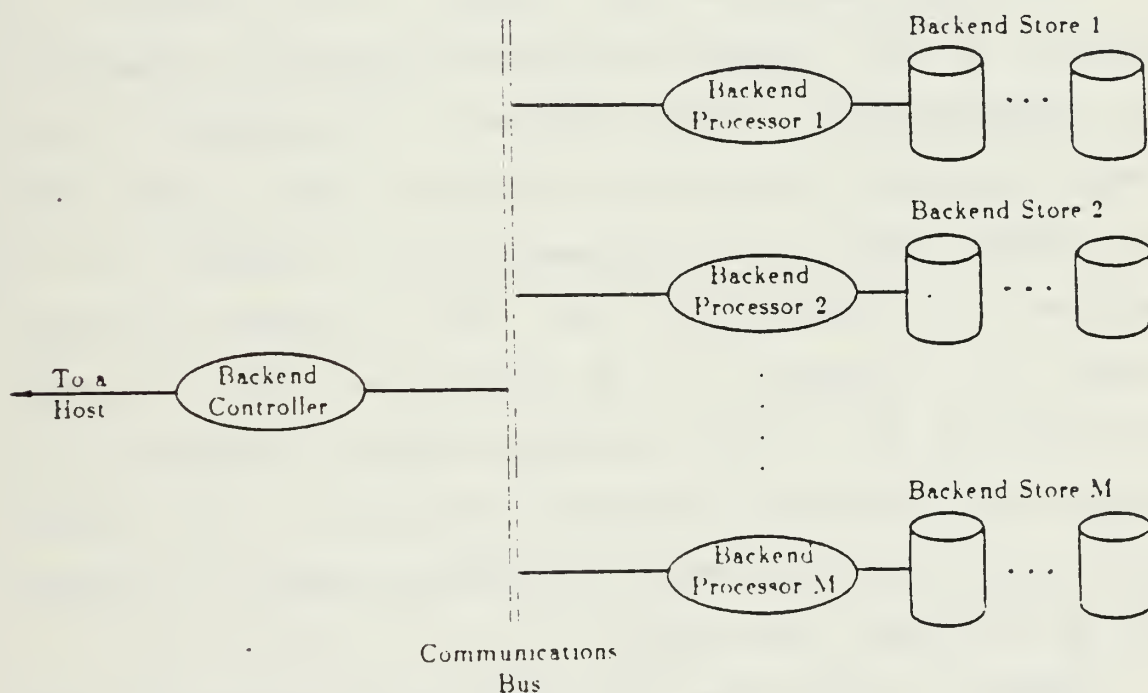 Backend Store 1
Backend
Processor 1
Backend Store 2
Backend
Processor 2
To a
Host
Backend
Controller
Backend Store M
Backend
Processor M
Communications
Bus